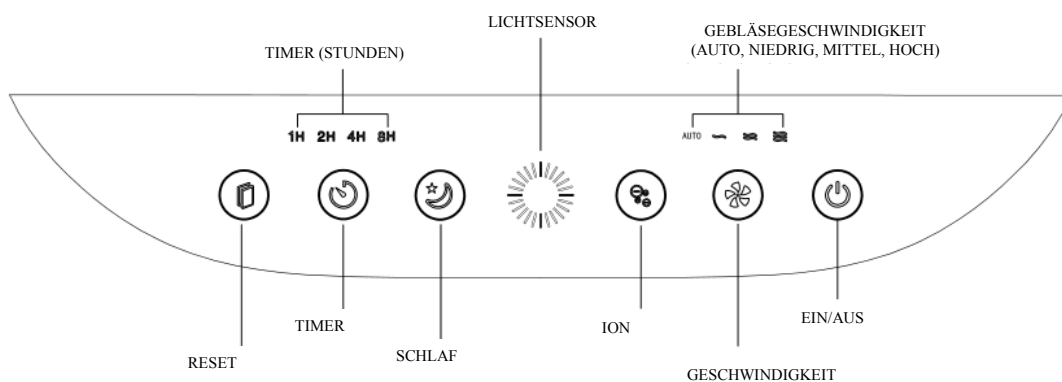 LICHTSENSOR
GEBLÄSEGESCHWINDIGKEIT
(AUTO, NIEDRIG, MITTEL, HOCH)
TIMER (STUNDEN)
1H 2H 4H 8H
AUTO
TIMER
ION
EIN/AUS
RESET
SCHLAF
GESCHWINDIGKEIT